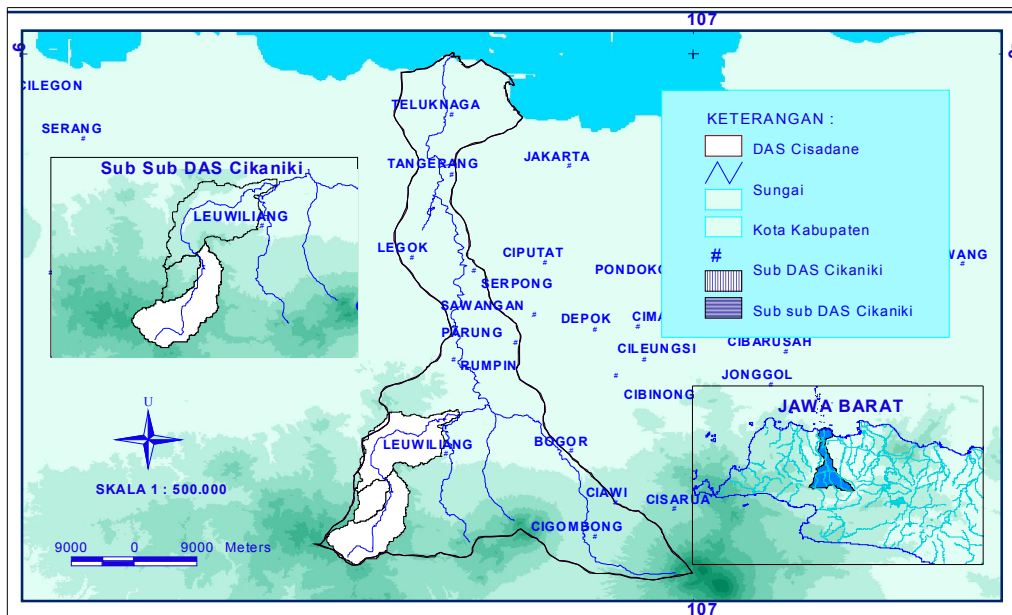 107
6
CILEGON
SERANG
TELUKNAGA
TANGERANG
JAKARTA
LEGOK
CIPUTAT
SERPONG
PONDOK
WANG
SAWANGAN
DEPOK
CIMA
PARUNG
CILEUNGSI
CIBARUSAH
RUMPIN
JONGGOL
CIBINONG
LEUWILIANG
BOGOR
CIAWI
CISARUA
CIGOMBONG
Sub Sub DAS Cikaniki
LEUWILIANG
KETERANGAN :
DAS Cisadane
Sungai
Kota Kabupaten
#
Sub DAS Cikaniki
Sub sub DAS Cikaniki
JAWA BARAT
U
SKALA 1 : 500.000
9000 0 9000 Meters
107